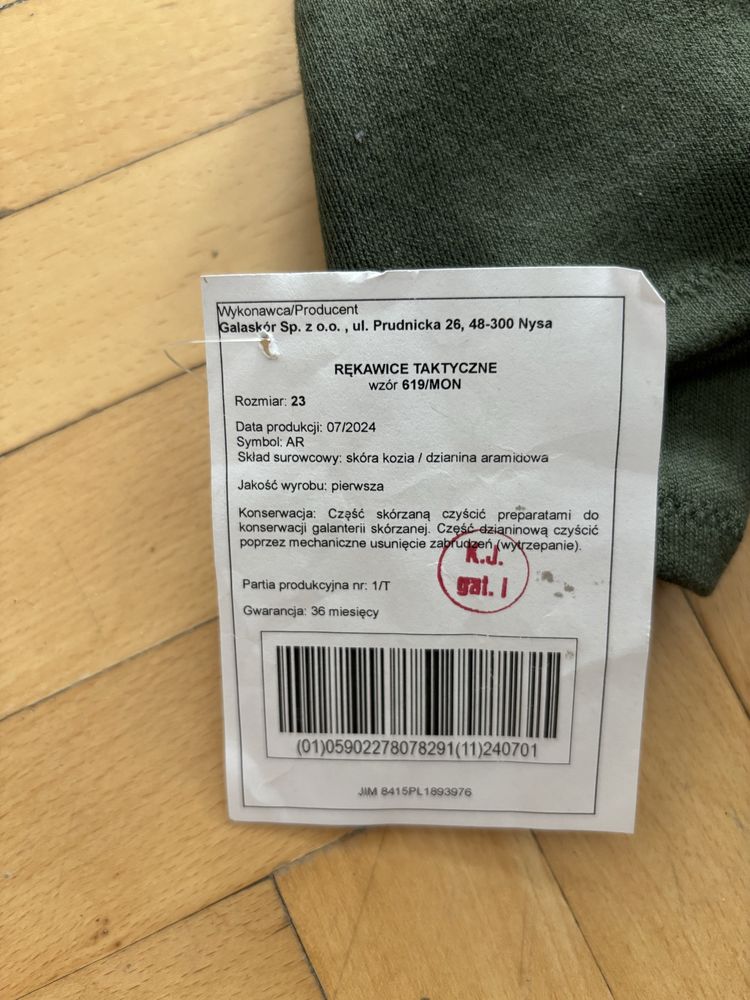 Wykonawca/Producent
Galaskór Sp. z o.o. , ul. Prudnicka 26, 48-300 Nysa
RĘKAWICE TAKTYCZNE
wzór 619/MON
Rozmiar: 23
Data produkcji: 07/2024
Symbol: AR
Skład surowcowy: skóra kozia / dzianina aramidowa
Jakość wyrobu: pierwsza
Konserwacja: Część skórzaną czyścić preparatami do
konserwacji galanterii skórzanej. Część dzianinową czyścić
poprzez mechaniczne usunięcie zabrudzeń (wytrzepanie).
K.J.
gat. I
Partia produkcyjna nr: 1/T
Gwarancja: 36 miesięcy
(01)05902278078291(11)240701
JIM 8415PL1893976